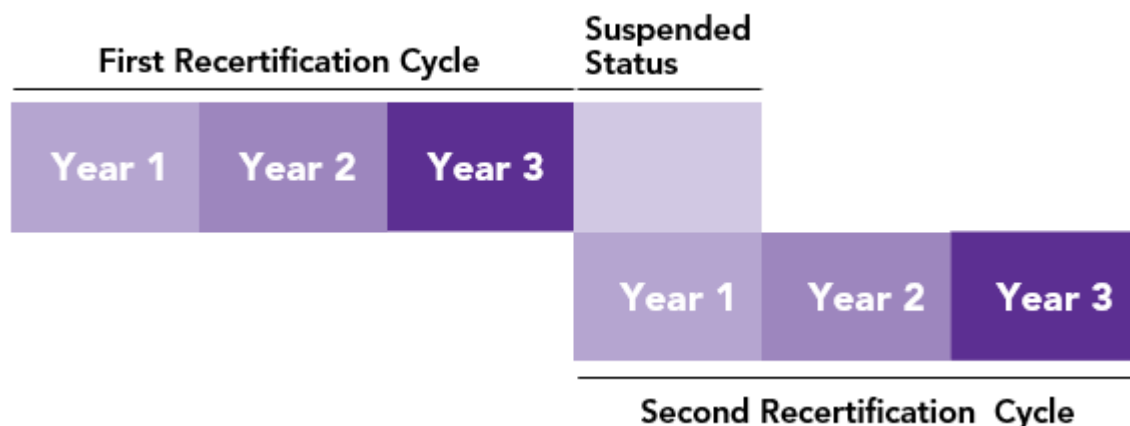 First Recertification Cycle
Suspended
Status
Year 1
Year 2
Year 3
Year 1
Year 2
Year 3
Second Recertification Cycle